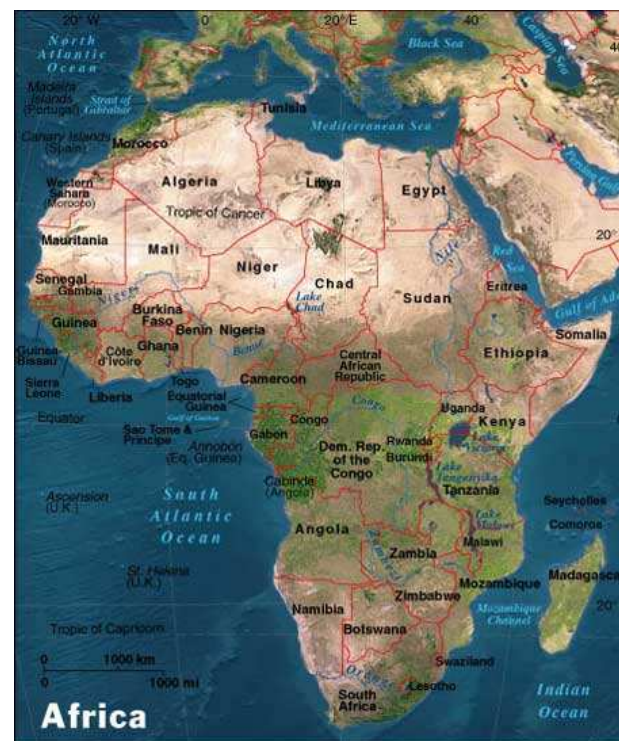 20° W
0°
20° E
40°
40
North
Atlantic
Ocean
Black Sea
Caspian Sea
Madeira
Islands
(Portugal)
Strait of
Gibraltar
Tunisia
Mediterranean Sea
Canary Islands
(Spain)
Morocco
Persian Gulf
Western
Sahara
(Morocco)
Algeria
Libya
Egypt
Tropic of Cancer
Mauritania
Mali
Niger
Chad
Sudan
Nile
Red
Sea
20°
Senegal
Gambia
Niger
Lake
Chad
Eritrea
Gulf of Ade
Guinea
Burkina
Faso
Benin
Nigeria
Somalia
Guinea-
Bissau
Côte
d'Ivoire
Ghana
Benue
Central
African
Republic
Ethiopia
Sierra
Leone
Liberia
Togo
Equatorial
Guinea
Cameroon
Equator
Gulf of Guinea
Congo
Uganda
Kenya
Sao Tome &
Principe
Gabon
Congo
Annobón
(Eq. Guinea)
Dem. Rep.
of the
Congo
Rwanda
Burundi
Lake
Victoria
Cabinda
(Angola)
Lake
Tanganyika
Tanzania
Ascension
(U.K.)
South
Atlantic
Ocean
Seychelles
Comoros
Angola
Lake
Malawi
Malawi
Zambia
Zambezi
St. Helena
(U.K.)
Mozambique
Madagasca
Zimbabwe
Namibia
Mozambique
Channel
20°
Tropic of Capricorn
Botswana
0
1000 km
Swaziland
0
1000 mi
Orange
Lesotho
South
Africa
Indian
Ocean
Africa